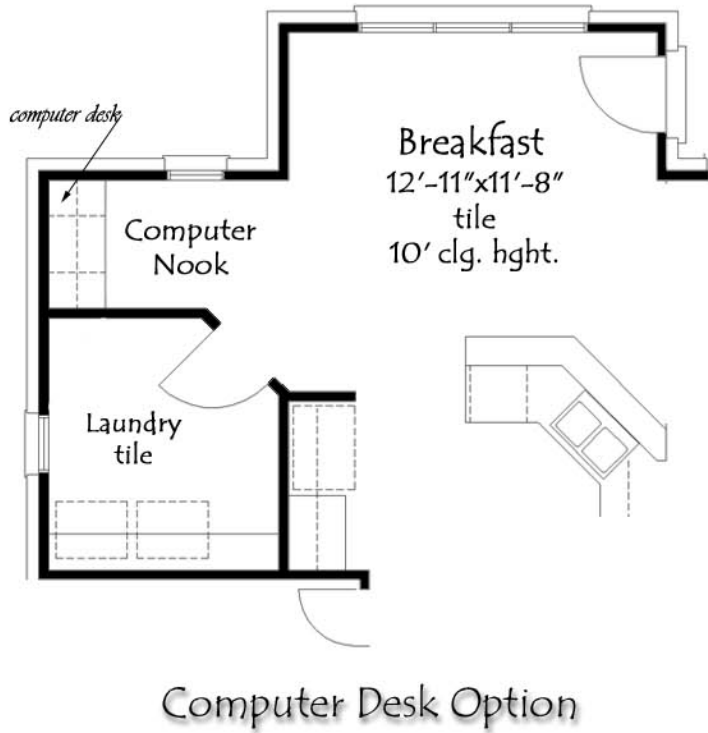 computer desk
Breakfast
12'-11"x11'-8"
tile
10' clg. hght.
Computer
Nook
Laundry
tile
Computer Desk Option